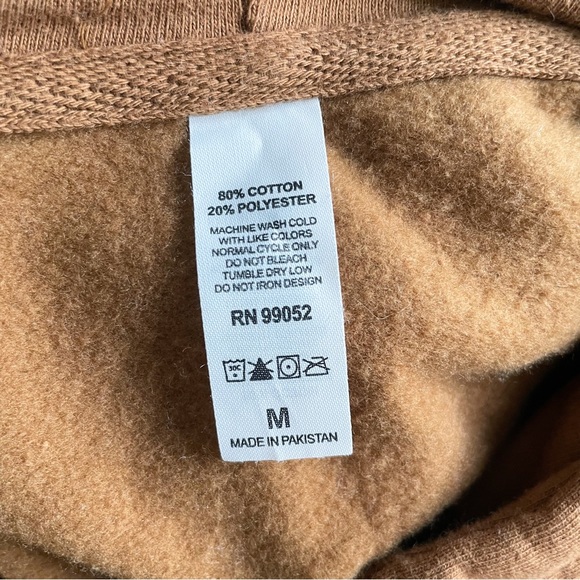 80% COTTON
20% POLYESTER
MACHINE WASH COLD
WITH LIKE COLORS
NORMAL CYCLE ONLY
DO NOT BLEACH
TUMBLE DRY LOW
DO NOT IRON DESIGN
RN 99052
30C
M
MADE IN PAKISTAN